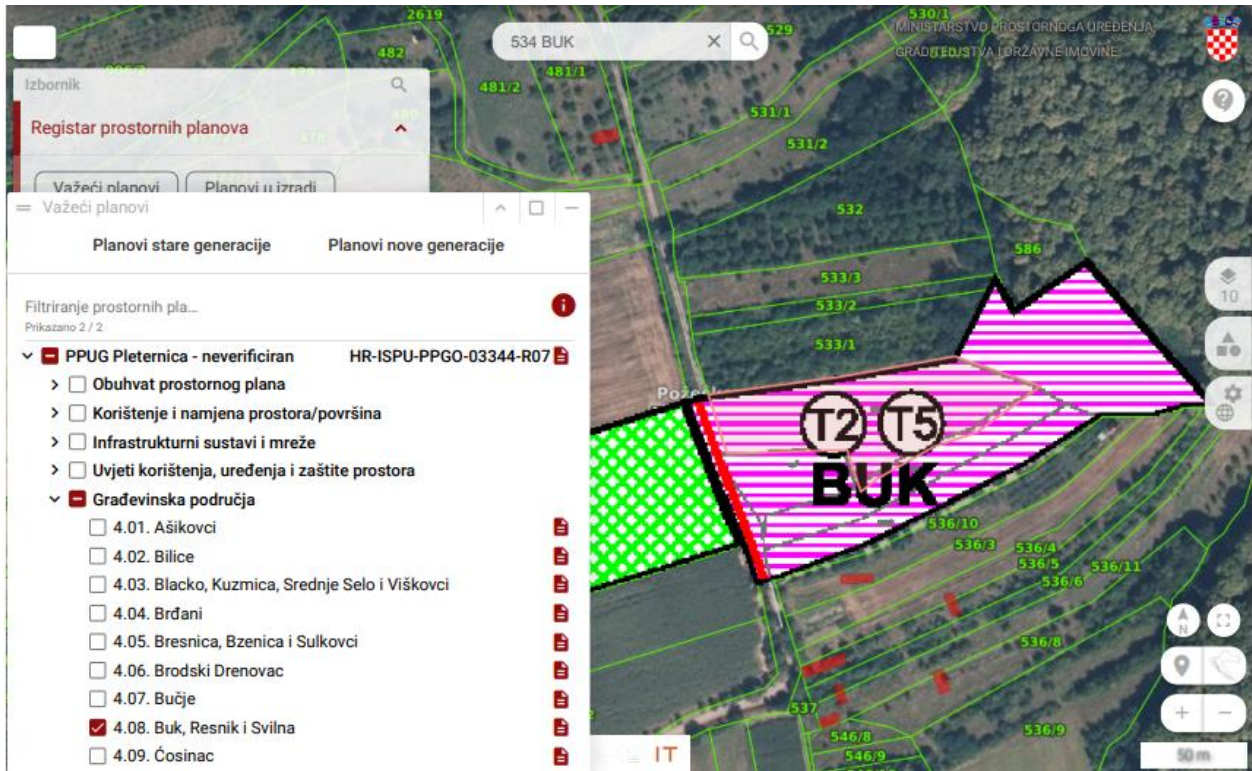 534 BUK
MINISTARSTVO PROSTORNOGA UREĐENJA,
GRADITELJSTVA I DRŽAVNE IMOVINE
Izbornik
Registar prostornih planova
Važeći planovi
Planovi u izradi
Važeći planovi
Planovi stare generacije
Planovi nove generacije
Filtriranje prostornih pla...
Prikazano 2 / 2
PPUG Pleternica - neverificiran HR-ISPU-PPGO-03344-R07
Obuhvat prostornog plana
Korištenje i namjena prostora/površina
Infrastrukturni sustavi i mreže
Uvjeti korištenja, uređenja i zaštite prostora
Građevinska područja
4.01. Ašikovci
4.02. Bilice
4.03. Blacko, Kuzmica, Srednje Selo i Viškovci
4.04. Brđani
4.05. Bresnica, Bzenica i Sulkovci
4.06. Brodski Drenovac
4.07. Bučje
4.08. Buk, Resnik i Svilna
4.09. Ćosinac
2619
482
481/1
481/2
529
530/1
531/1
531/2
532
586
533/3
533/2
533/1
T2 T5
BUK
536/10
536/3
536/4
536/5
536/11
536/6
536/8
537
546/8
546/9
536/9
10
N
IT
50 m